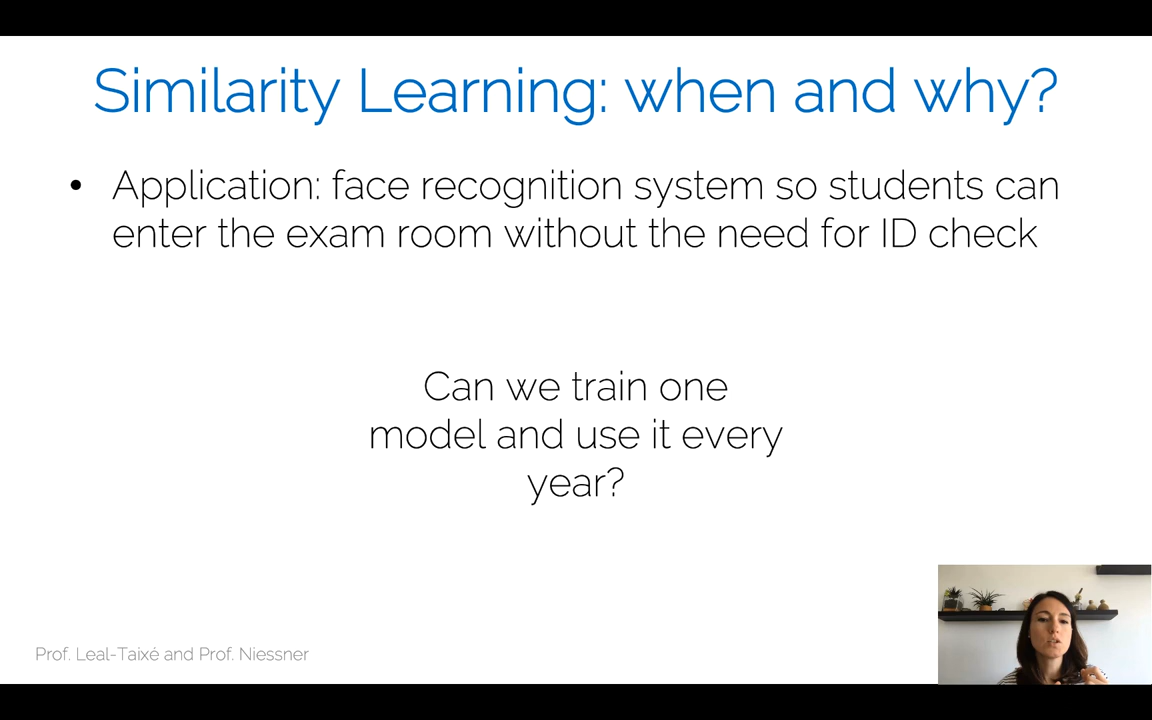 Similarity Learning: when and why?
• Application: face recognition system so students can
enter the exam room without the need for ID check
Can we train one
model and use it every
year?
Prof. Leal-Taixé and Prof. Niessner